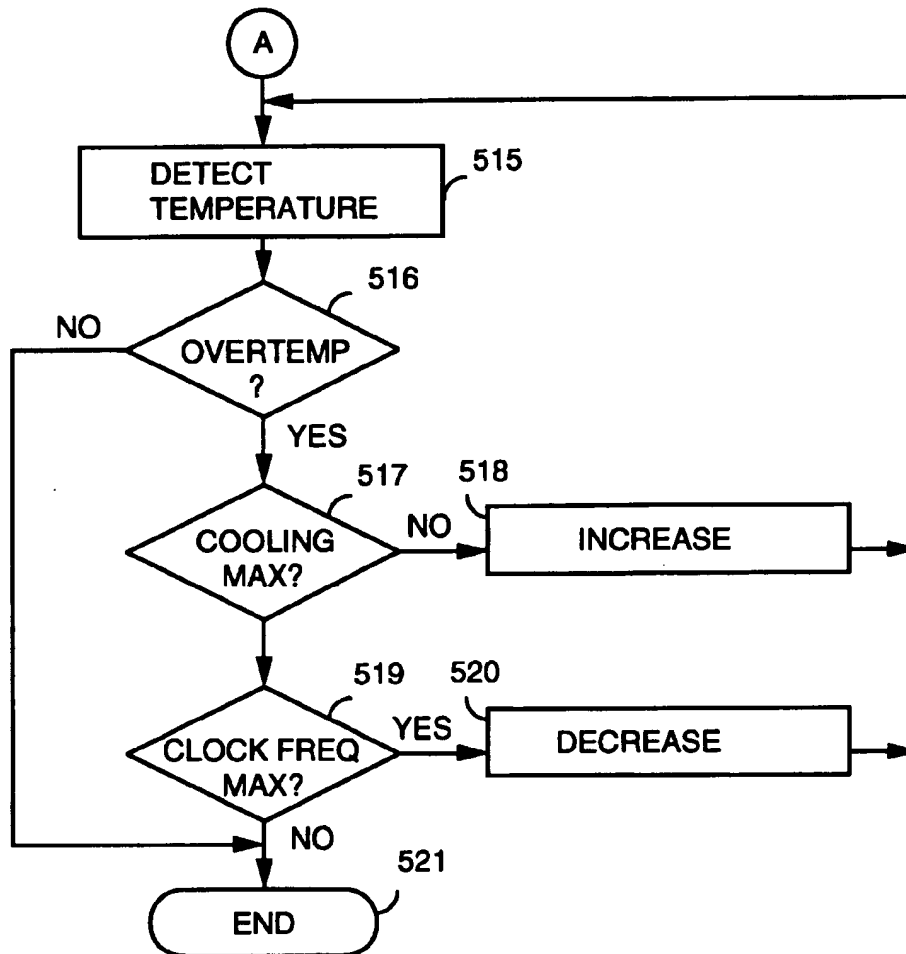 A
DETECT
TEMPERATURE
515
516
NO
OVERTEMP
?
YES
517
518
COOLING
MAX?
NO
INCREASE
519
520
CLOCK FREQ
MAX?
YES
DECREASE
NO
521
END